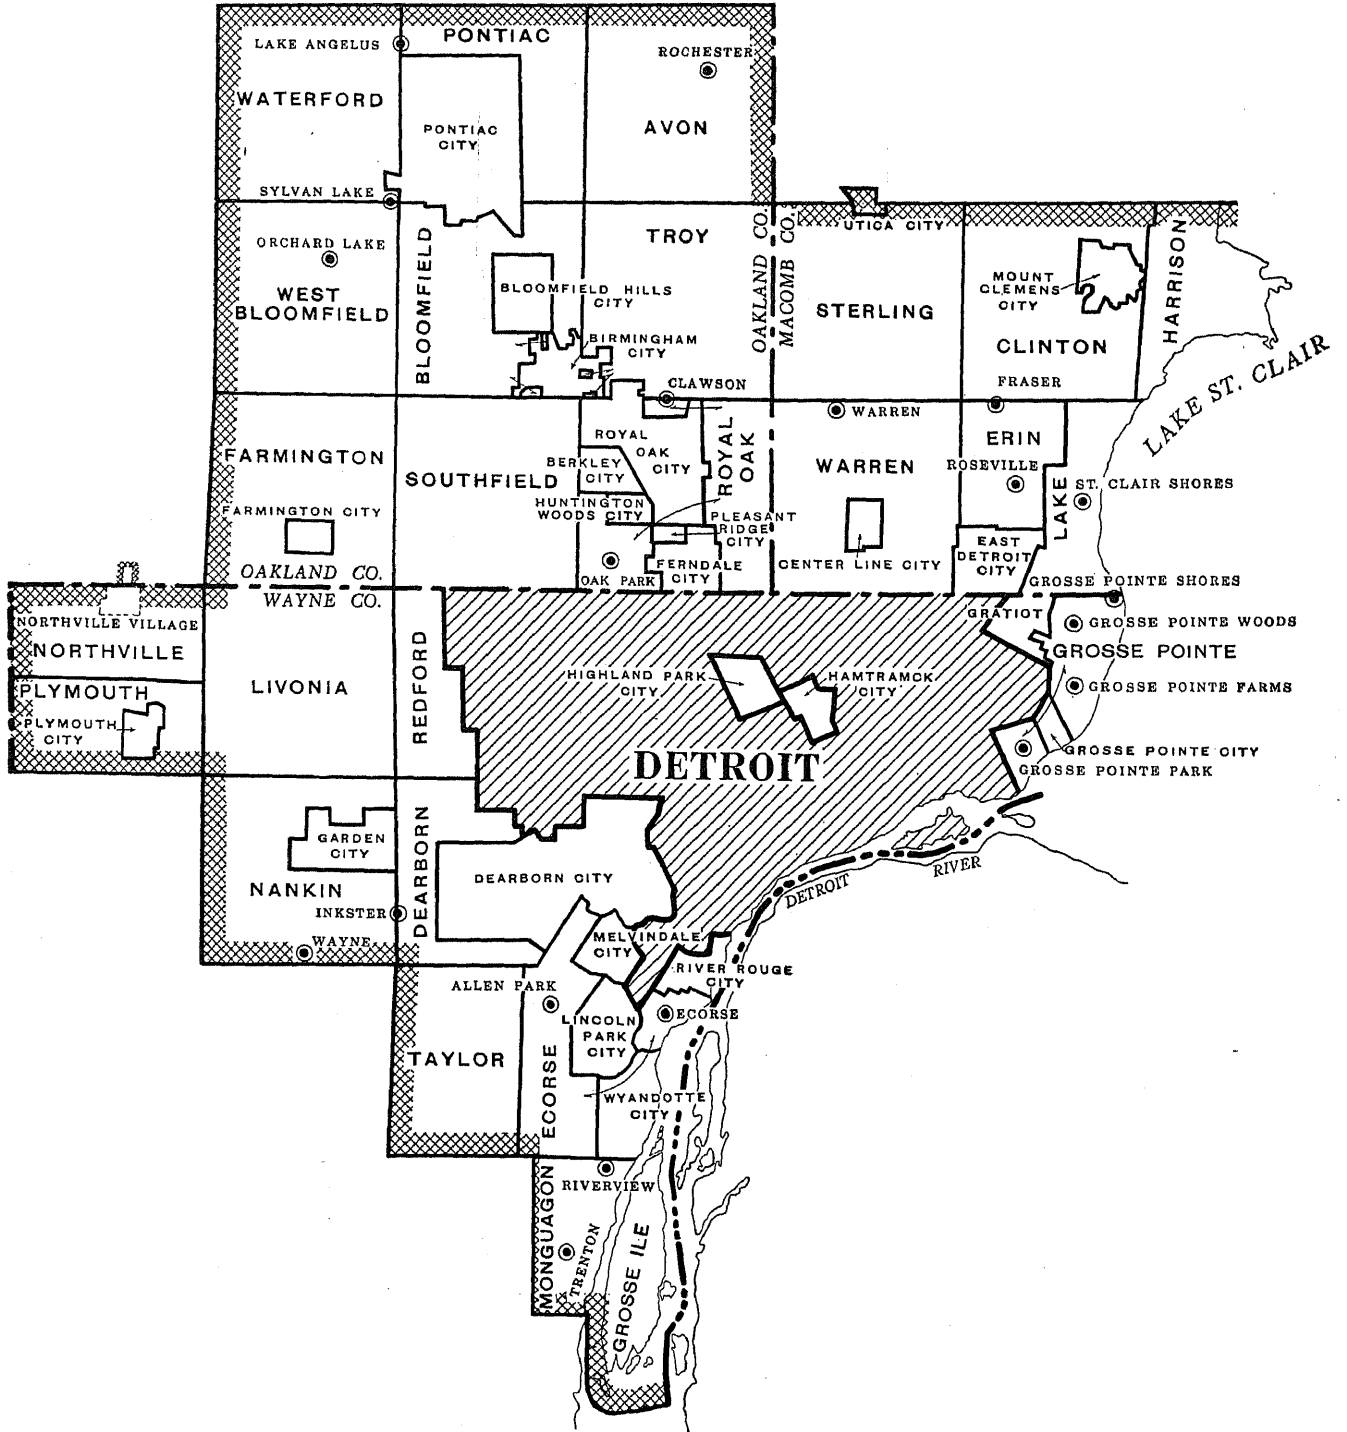 PONTIAC
LAKE ANGELUS
ROCHESTER
WATERFORD
PONTIAC
CITY
AVON
SYLVAN LAKE
ORCHARD LAKE
WEST
BLOOMFIELD
BLOOMFIELD
TROY
OAKLAND CO.
MACOMB CO.
UTICA CITY
BLOOMFIELD HILLS
CITY
STERLING
MOUNT
CLEMENS
CITY
HARRISON
BIRMINGHAM
CITY
CLINTON
LAKE ST. CLAIR
CLAWSON
FRASER
WARREN
FARMINGTON
SOUTHFIELD
ROYAL
OAK
CITY
ROYAL
OAK
BERKLEY
CITY
WARREN
ERIN
ROSEVILLE
LAKE
ST. CLAIR SHORES
FARMINGTON CITY
HUNTINGTON
WOODS CITY
PLEASANT
RIDGE
CITY
EAST
DETROIT
CITY
OAK PARK
FERNDALE
CITY
CENTER LINE CITY
OAKLAND CO.
WAYNE CO.
GROSSE POINTE SHORES
GRATIOT
GROSSE POINTE WOODS
NORTHVILLE VILLAGE
NORTHVILLE
GROSSE POINTE
PLYMOUTH
LIVONIA
REDFORD
HIGHLAND PARK
CITY
HAMTRAMCK
CITY
GROSSE POINTE FARMS
PLYMOUTH
CITY
DETROIT
GROSSE POINTE CITY
GROSSE POINTE PARK
GARDEN
CITY
DEARBORN
DEARBORN CITY
NANKIN
DETROIT
RIVER
INKSTER
WAYNE
MELVINDALE
CITY
RIVER ROUGE
CITY
ALLEN PARK
ECORSE
LINCOLN
PARK
CITY
TAYLOR
ECORSE
WYANDOTTE
CITY
RIVERVIEW
MONGUAGON
TRENTON
GROSSE ILE